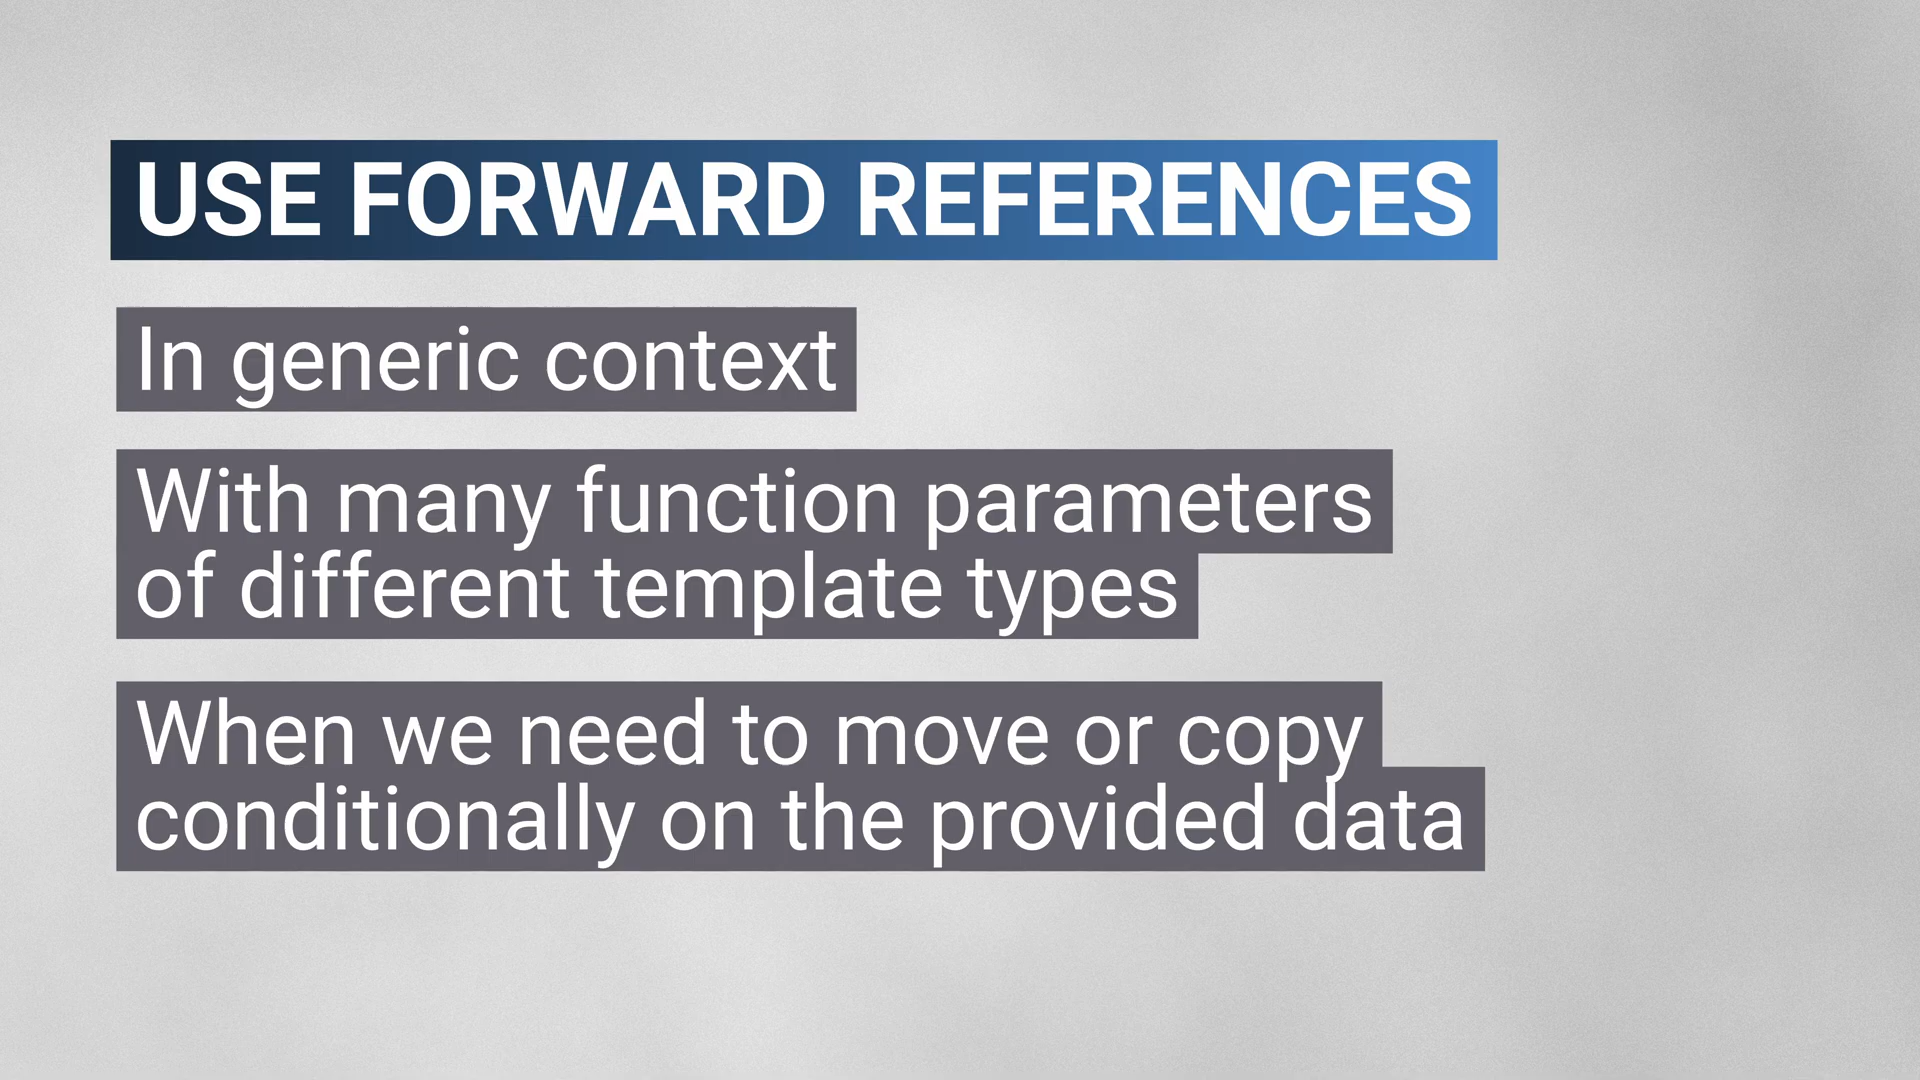 USE FORWARD REFERENCES
In generic context
With many function parameters
of different template types
When we need to move or copy
conditionally on the provided data